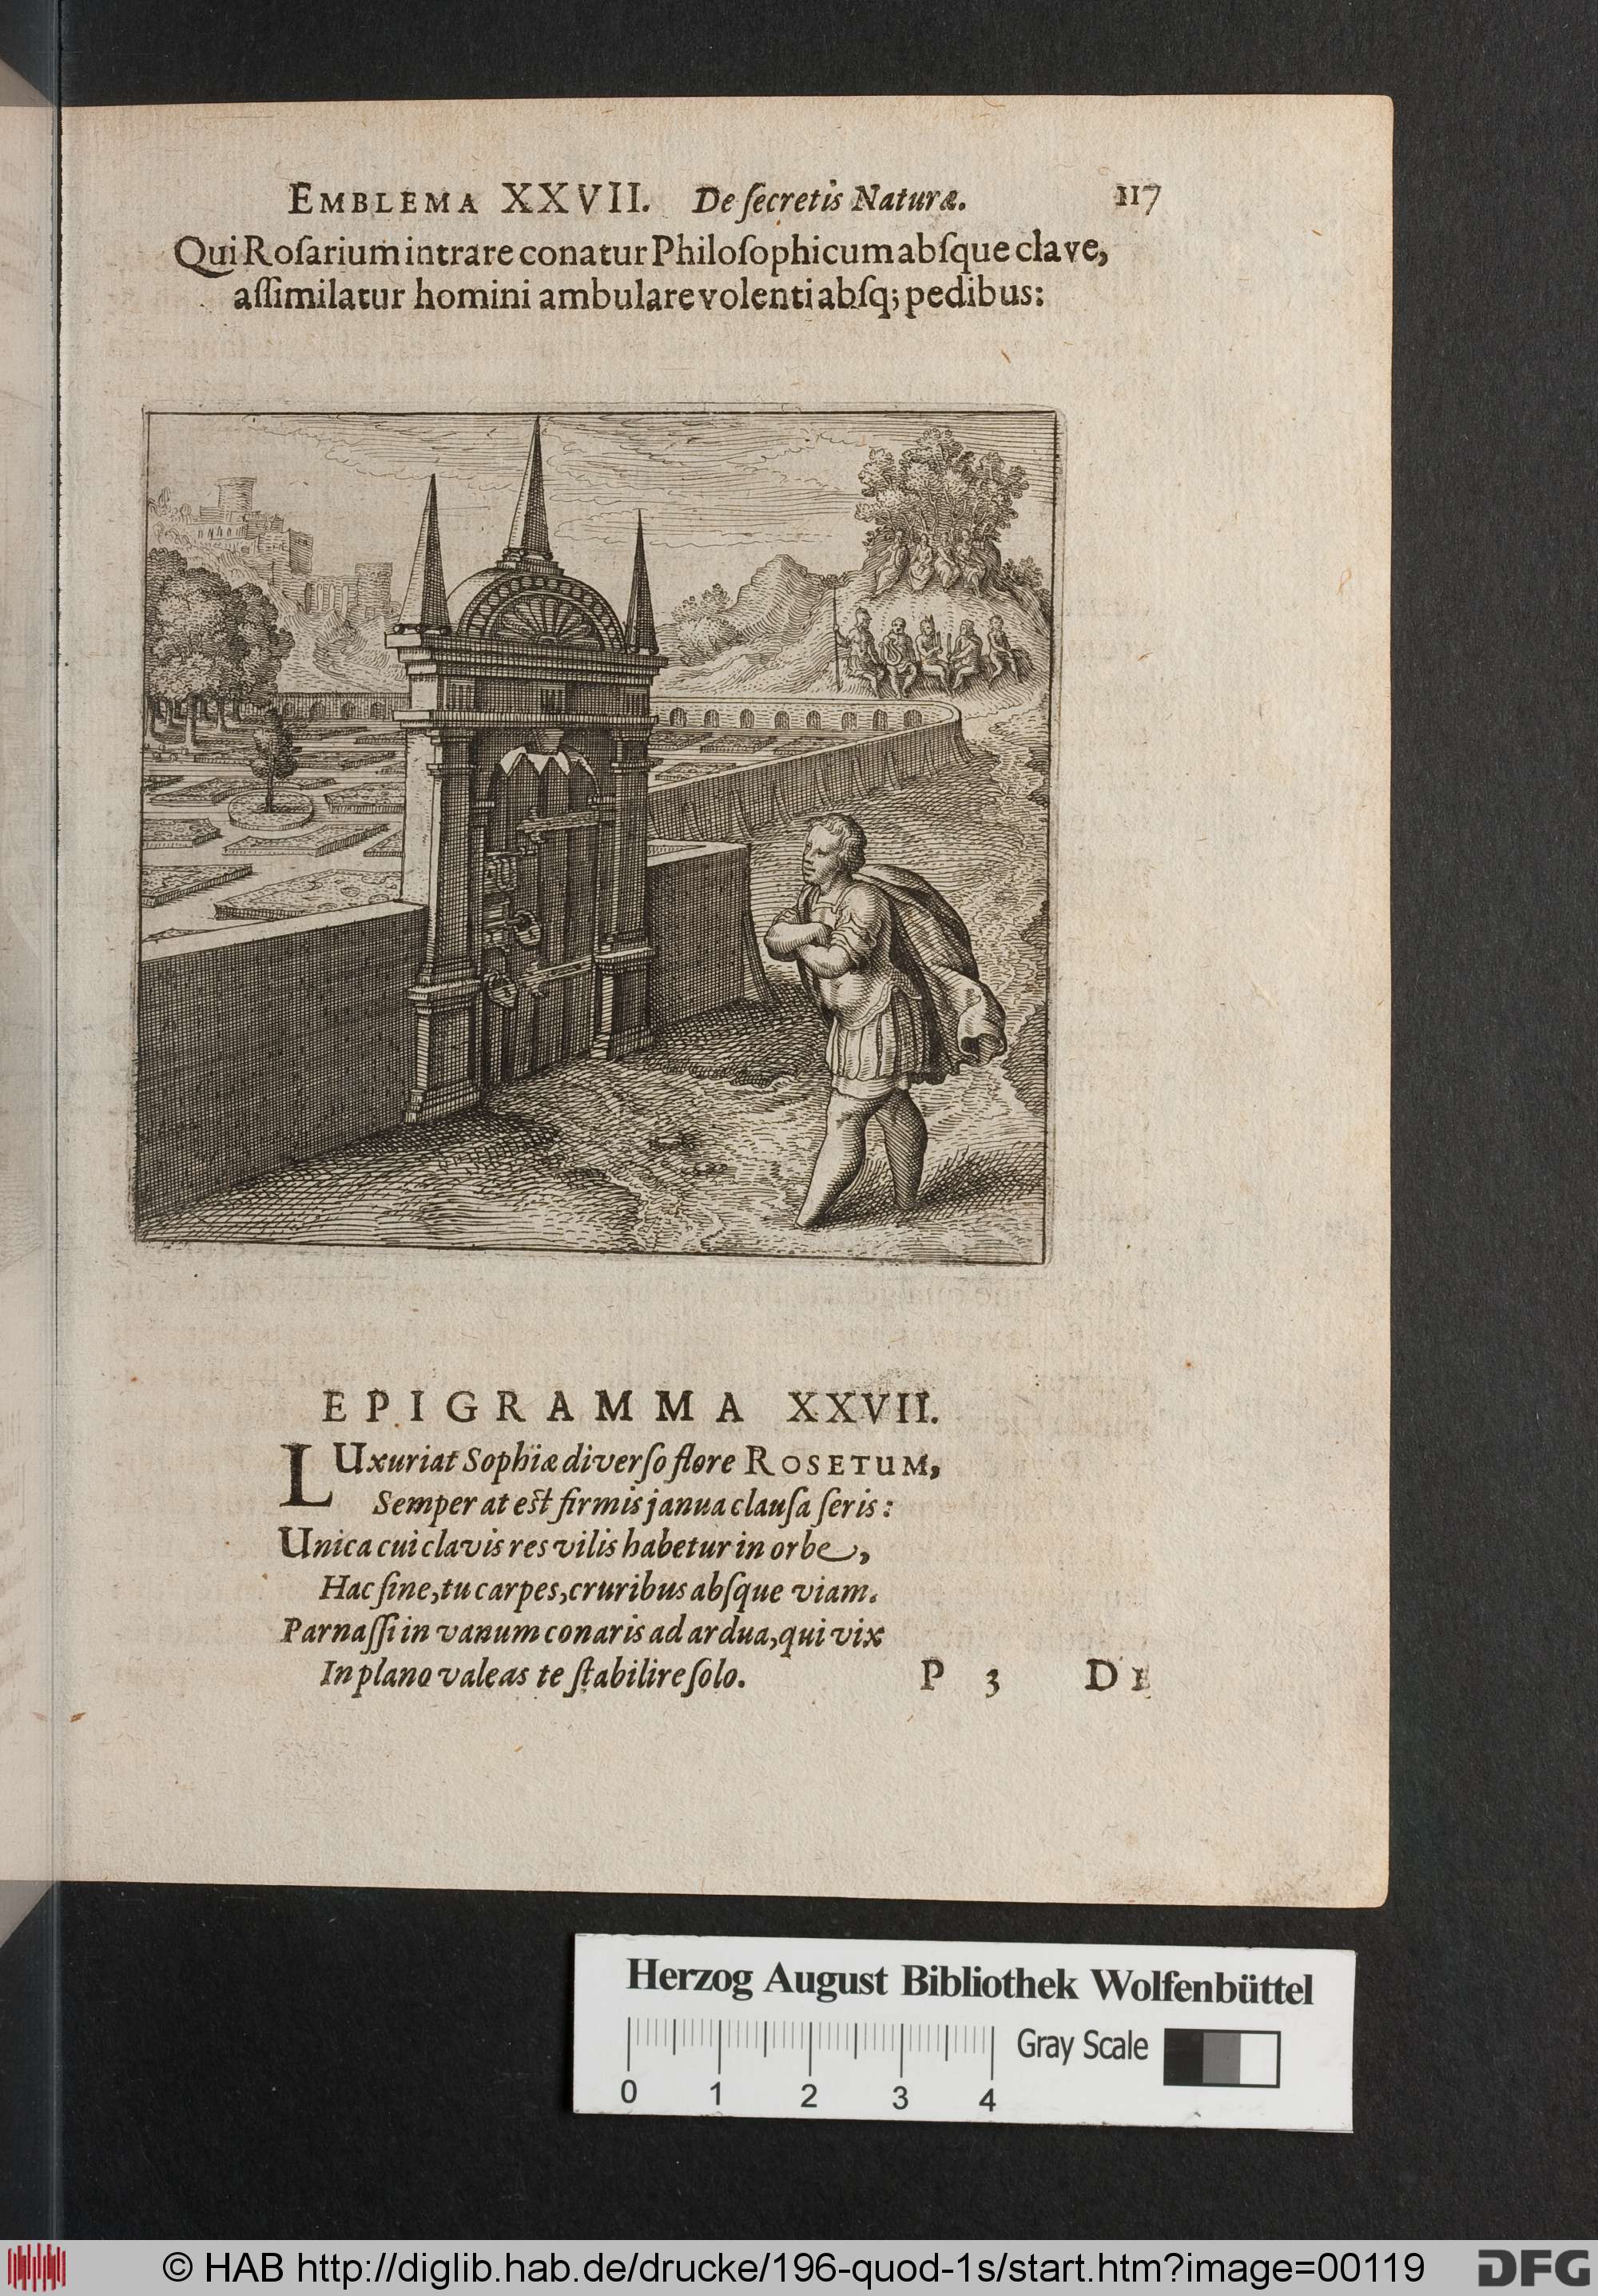 EMBLEMA XXVII. De ſecretis Naturæ. 117
Qui Roſarium intrare conatur Philoſophicum abſque clave,
aſſimilatur homini ambulare volenti abſq; pedibus:
EPIGRAMMA XXVII.
LUxuriat Sophiæ diverſo flore ROSETUM,
Semper at eſt firmis janua clauſa ſeris:
Unica cui clavis res vilis habetur in orbe,
Hac ſine, tu carpes, cruribus abſque viam.
Parnaſſi in vanum conaris ad ardua, qui vix
In plano valeas te ſtabilire ſolo.
P 3 DE
Herzog August Bibliothek Wolfenbüttel
Gray Scale
0 1 2 3 4
© HAB http://diglib.hab.de/drucke/196-quod-1s/start.htm?image=00119 DFG